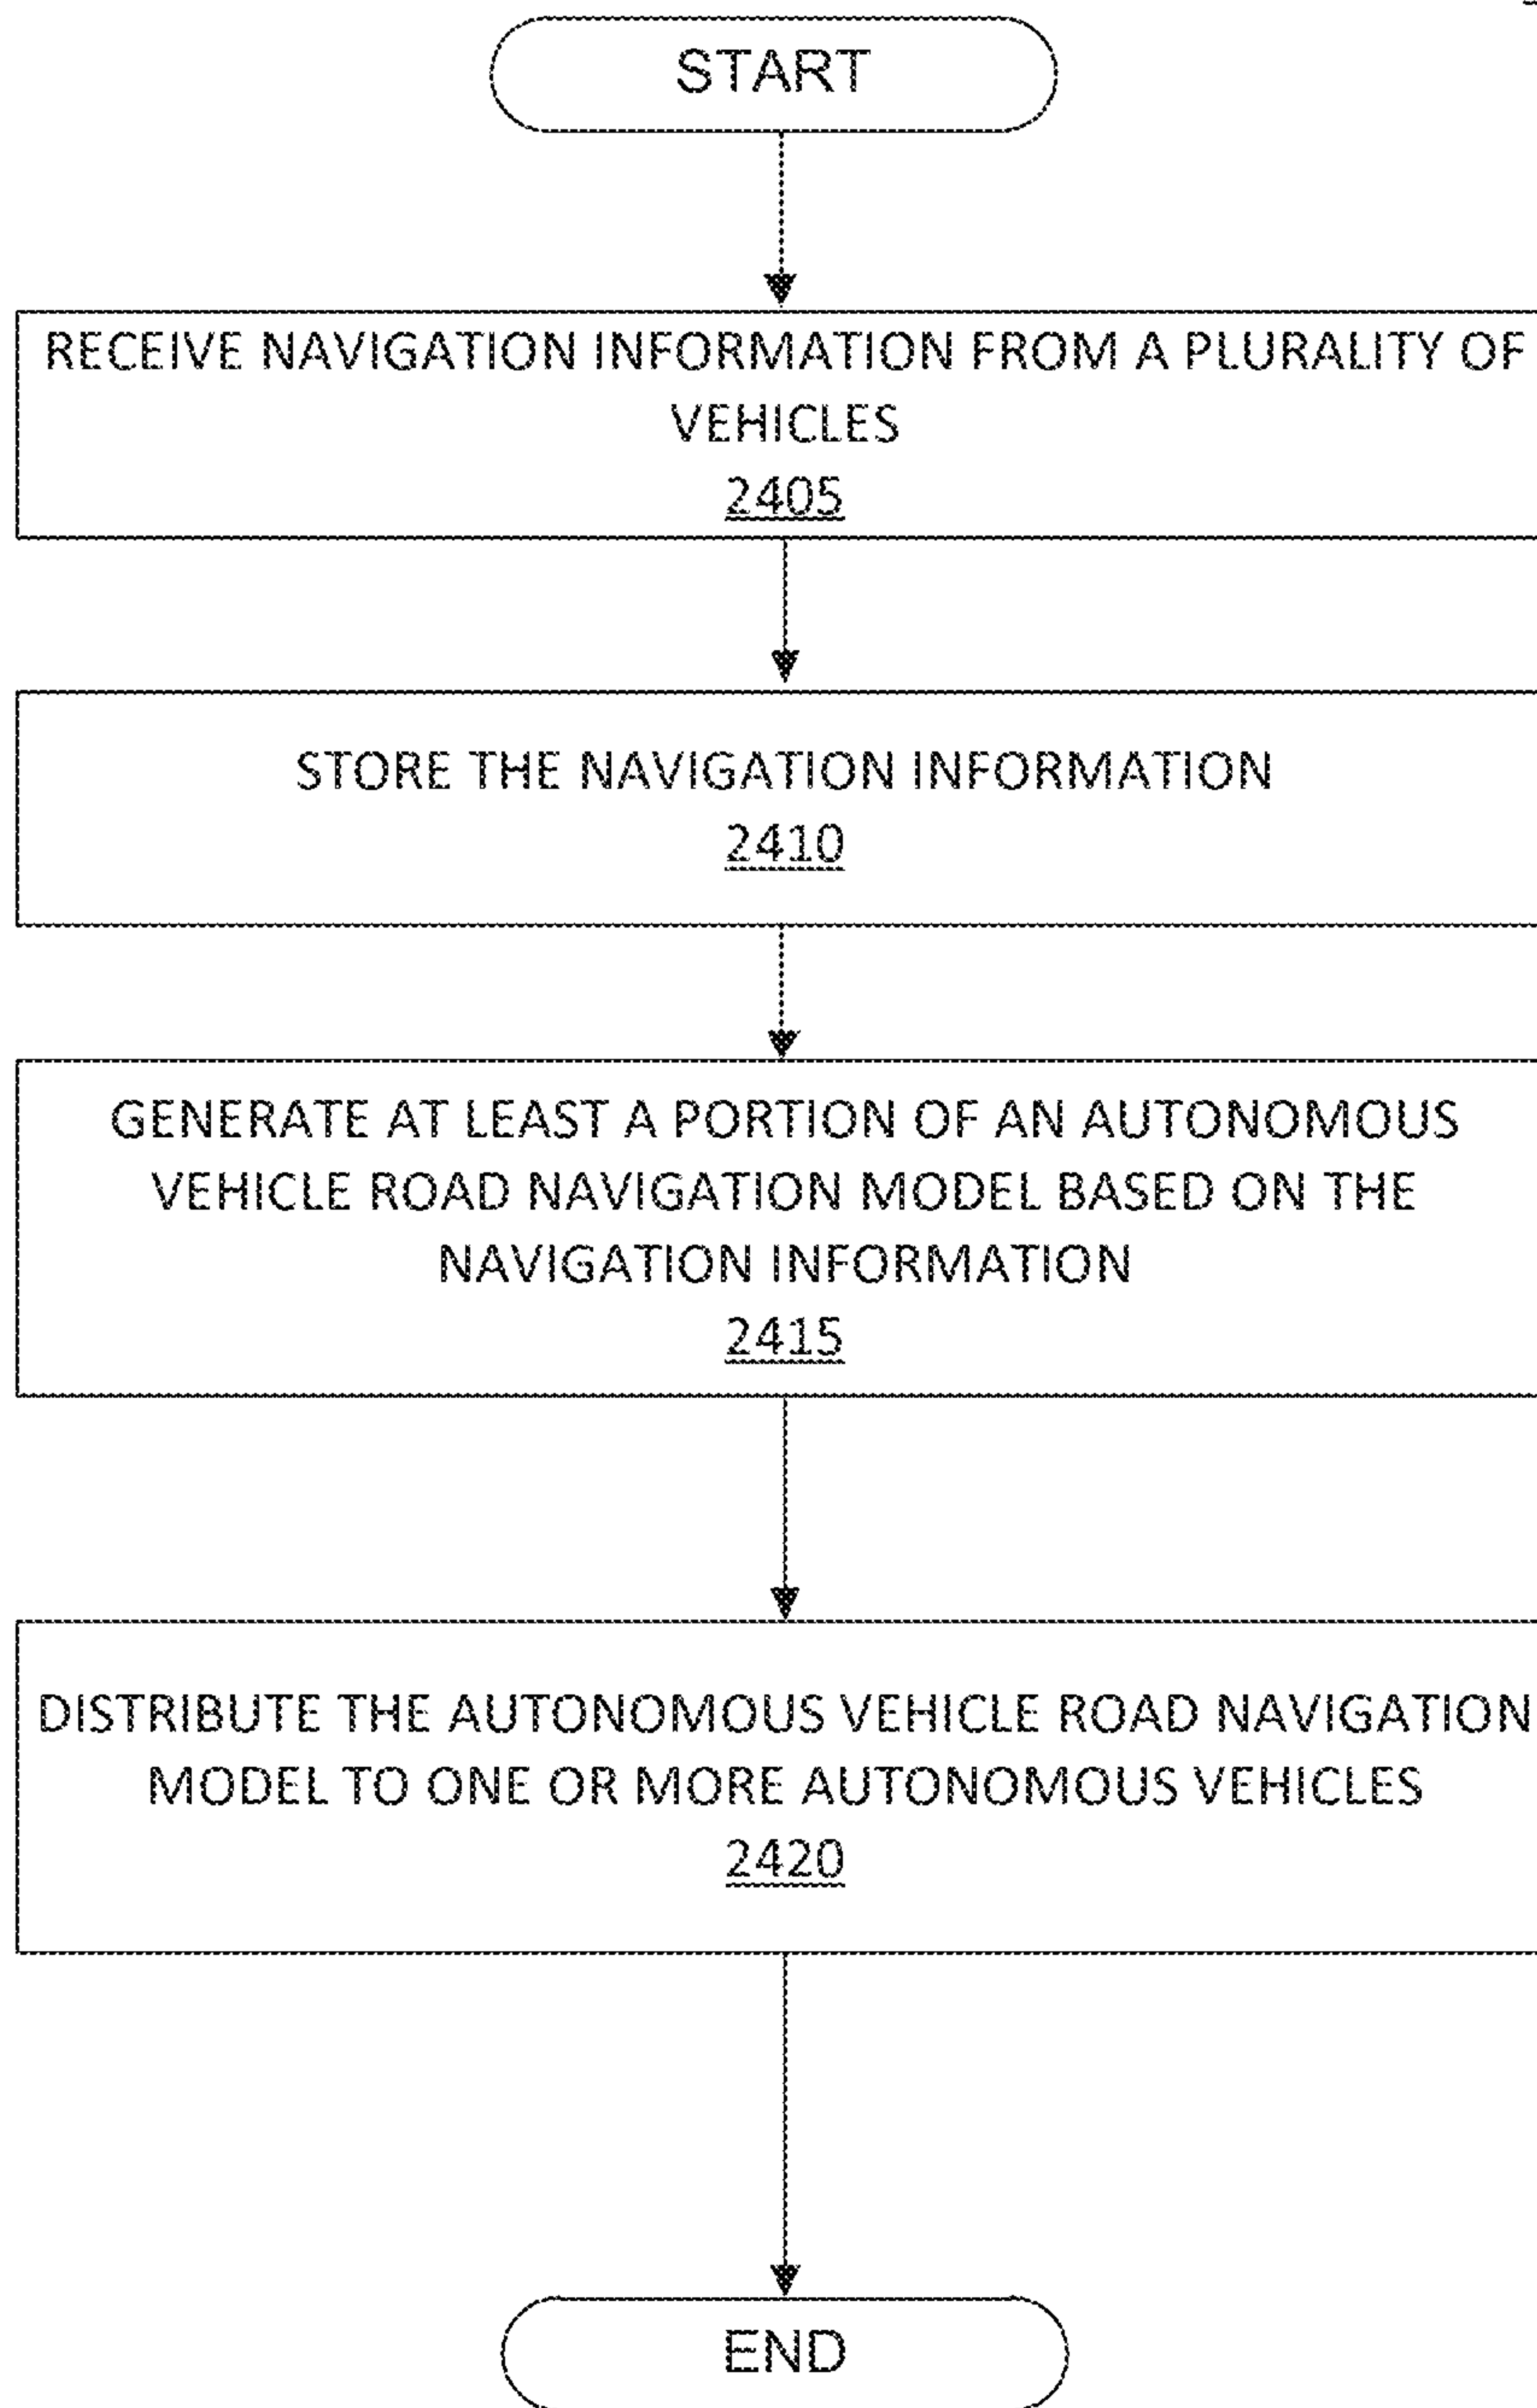 START
RECEIVE NAVIGATION INFORMATION FROM A PLURALITY OF
VEHICLES
2405
STORE THE NAVIGATION INFORMATION
2410
GENERATE AT LEAST A PORTION OF AN AUTONOMOUS
VEHICLE ROAD NAVIGATION MODEL BASED ON THE
NAVIGATION INFORMATION
2415
DISTRIBUTE THE AUTONOMOUS VEHICLE ROAD NAVIGATION
MODEL TO ONE OR MORE AUTONOMOUS VEHICLES
2420
END